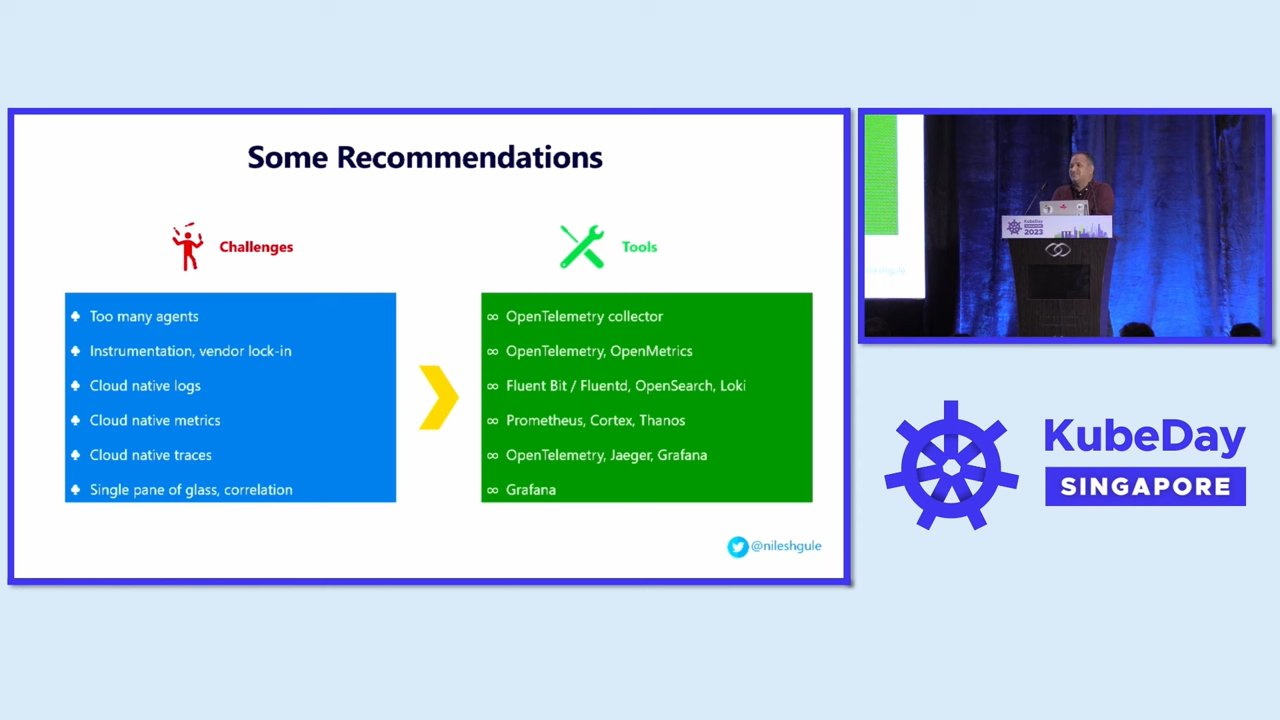 Some Recommendations
Challenges
Too many agents
Instrumentation, vendor lock-in
Cloud native logs
Cloud native metrics
Cloud native traces
Single pane of glass, correlation
Tools
OpenTelemetry collector
OpenTelemetry, OpenMetrics
Fluent Bit / Fluentd, OpenSearch, Loki
Prometheus, Cortex, Thanos
OpenTelemetry, Jaeger, Grafana
Grafana
@nileshgule
KubeDay
2023
KubeDay
SINGAPORE